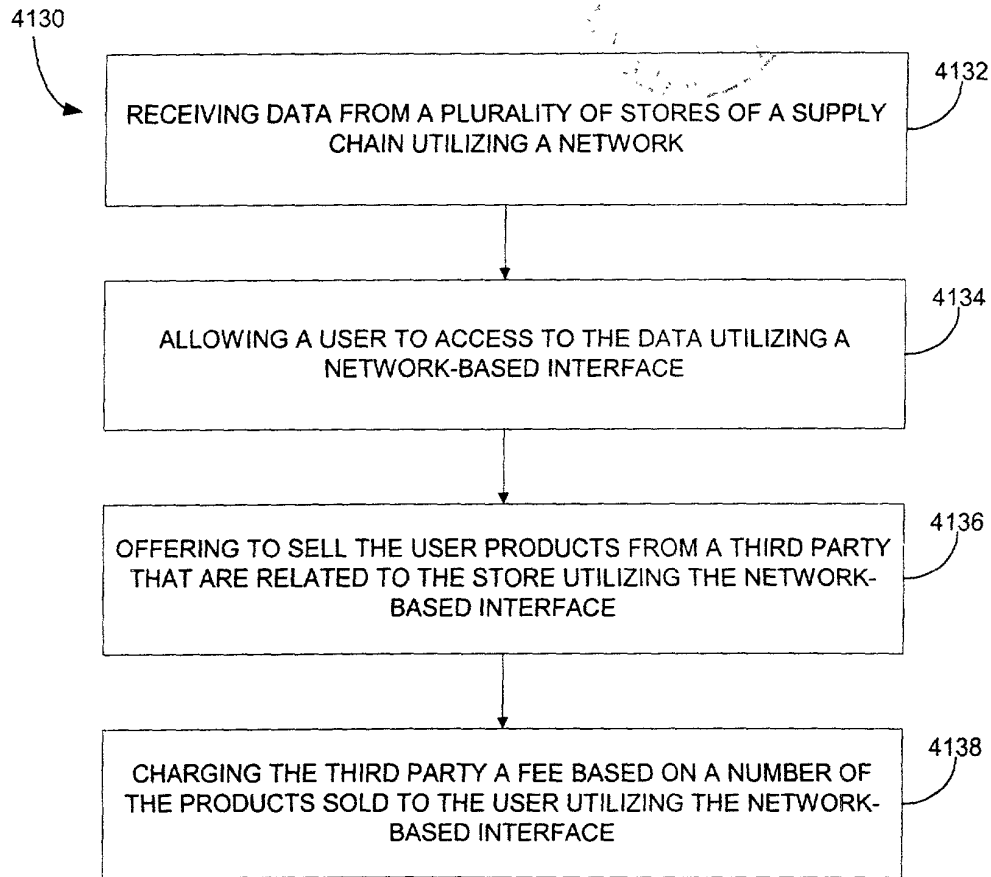 4130
4132
RECEIVING DATA FROM A PLURALITY OF STORES OF A SUPPLY
CHAIN UTILIZING A NETWORK
4134
ALLOWING A USER TO ACCESS TO THE DATA UTILIZING A
NETWORK-BASED INTERFACE
4136
OFFERING TO SELL THE USER PRODUCTS FROM A THIRD PARTY
THAT ARE RELATED TO THE STORE UTILIZING THE NETWORK-
BASED INTERFACE
4138
CHARGING THE THIRD PARTY A FEE BASED ON A NUMBER OF
THE PRODUCTS SOLD TO THE USER UTILIZING THE NETWORK-
BASED INTERFACE